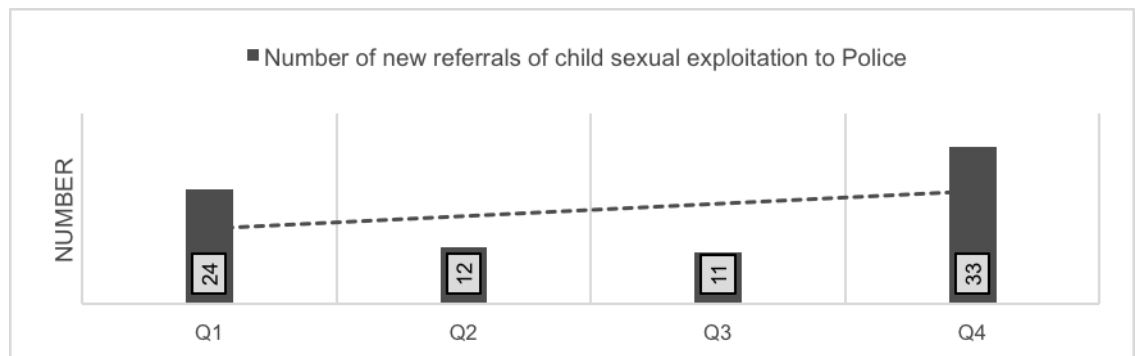 Number of new referrals of child sexual exploitation to Police
NUMBER
24
12
11
33
Q1
Q2
Q3
Q4